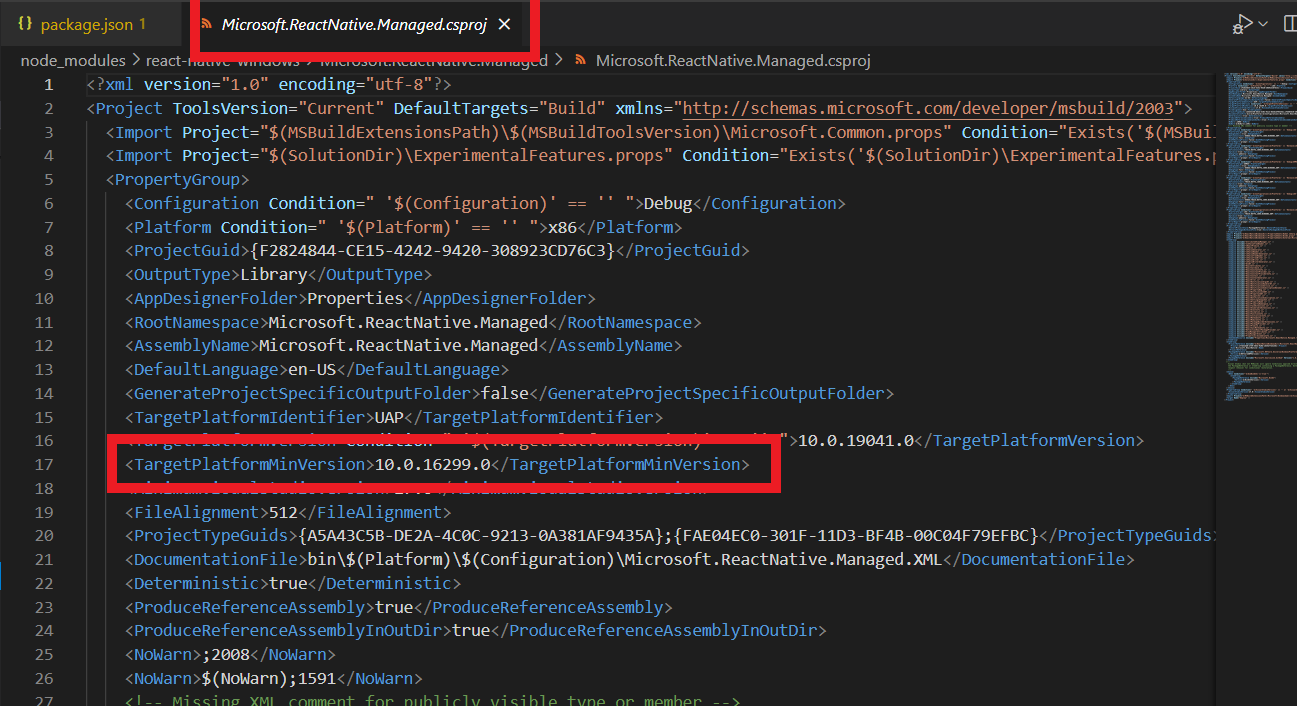 package.json 1
Microsoft.ReactNative.Managed.csproj
node_modules > react-native-windows > Microsoft.ReactNative.Managed > Microsoft.ReactNative.Managed.csproj
1 <?xml version="1.0" encoding="utf-8"?>
2 <Project ToolsVersion="Current" DefaultTargets="Build" xmlns="http://schemas.microsoft.com/developer/msbuild/2003">
3 <Import Project="$(MSBuildExtensionsPath)\$(MSBuildToolsVersion)\Microsoft.Common.props" Condition="Exists('$(MSBuil
4 <Import Project="$(SolutionDir)\ExperimentalFeatures.props" Condition="Exists('$(SolutionDir)\ExperimentalFeatures.p
5 <PropertyGroup>
6 <Configuration Condition=" '$(Configuration)' == '' ">Debug</Configuration>
7 <Platform Condition=" '$(Platform)' == '' ">x86</Platform>
8 <ProjectGuid>{F2824844-CE15-4242-9420-308923CD76C3}</ProjectGuid>
9 <OutputType>Library</OutputType>
10 <AppDesignerFolder>Properties</AppDesignerFolder>
11 <RootNamespace>Microsoft.ReactNative.Managed</RootNamespace>
12 <AssemblyName>Microsoft.ReactNative.Managed</AssemblyName>
13 <DefaultLanguage>en-US</DefaultLanguage>
14 <GenerateProjectSpecificOutputFolder>false</GenerateProjectSpecificOutputFolder>
15 <TargetPlatformIdentifier>UAP</TargetPlatformIdentifier>
16 ">10.0.19041.0</TargetPlatformVersion>
17 <TargetPlatformMinVersion>10.0.16299.0</TargetPlatformMinVersion>
18
19 <FileAlignment>512</FileAlignment>
20 <ProjectTypeGuids>{A5A43C5B-DE2A-4C0C-9213-0A381AF9435A};{FAE04EC0-301F-11D3-BF4B-00C04F79EFBC}</ProjectTypeGuids>
21 <DocumentationFile>bin\$(Platform)\$(Configuration)\Microsoft.ReactNative.Managed.XML</DocumentationFile>
22 <Deterministic>true</Deterministic>
23 <ProduceReferenceAssembly>true</ProduceReferenceAssembly>
24 <ProduceReferenceAssemblyInOutDir>true</ProduceReferenceAssemblyInOutDir>
25 <NoWarn>;2008</NoWarn>
26 <NoWarn>$(NoWarn);1591</NoWarn>
27 <!-- Missing XML comment for publicly visible type or member -->